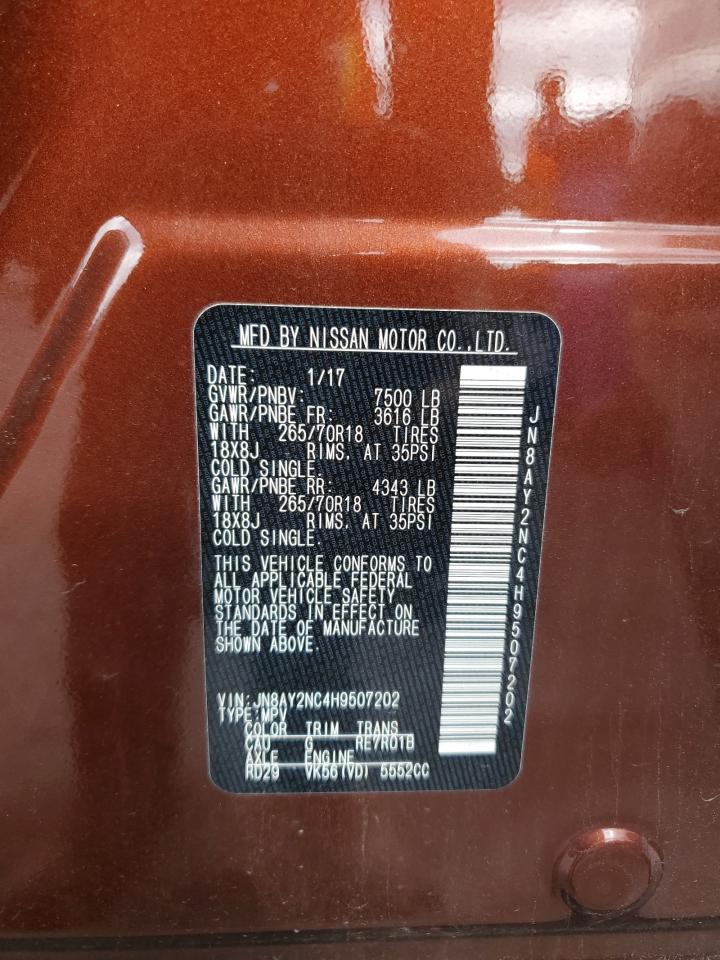 MFD BY NISSAN MOTOR CO.,LTD.
DATE: 1/17
GVWR/PNBV: 7500 LB
GAWR/PNBE FR: 3616 LB
WITH 265/70R18 TIRES
18X8J RIMS. AT 35PSI
COLD SINGLE.
GAWR/PNBE RR: 4343 LB
WITH 265/70R18 TIRES
18X8J RIMS. AT 35PSI
COLD SINGLE.
THIS VEHICLE CONFORMS TO
ALL APPLICABLE FEDERAL
MOTOR VEHICLE SAFETY
STANDARDS IN EFFECT ON
THE DATE OF MANUFACTURE
SHOWN ABOVE.
VIN:JN8AY2NC4H9507202
TYPE:MPV
COLOR TRIM TRANS
CAU G RE7R01B
AXLE ENGINE
RD29 VK56(VD) 5552CC
JN8AY2NC4H9507202